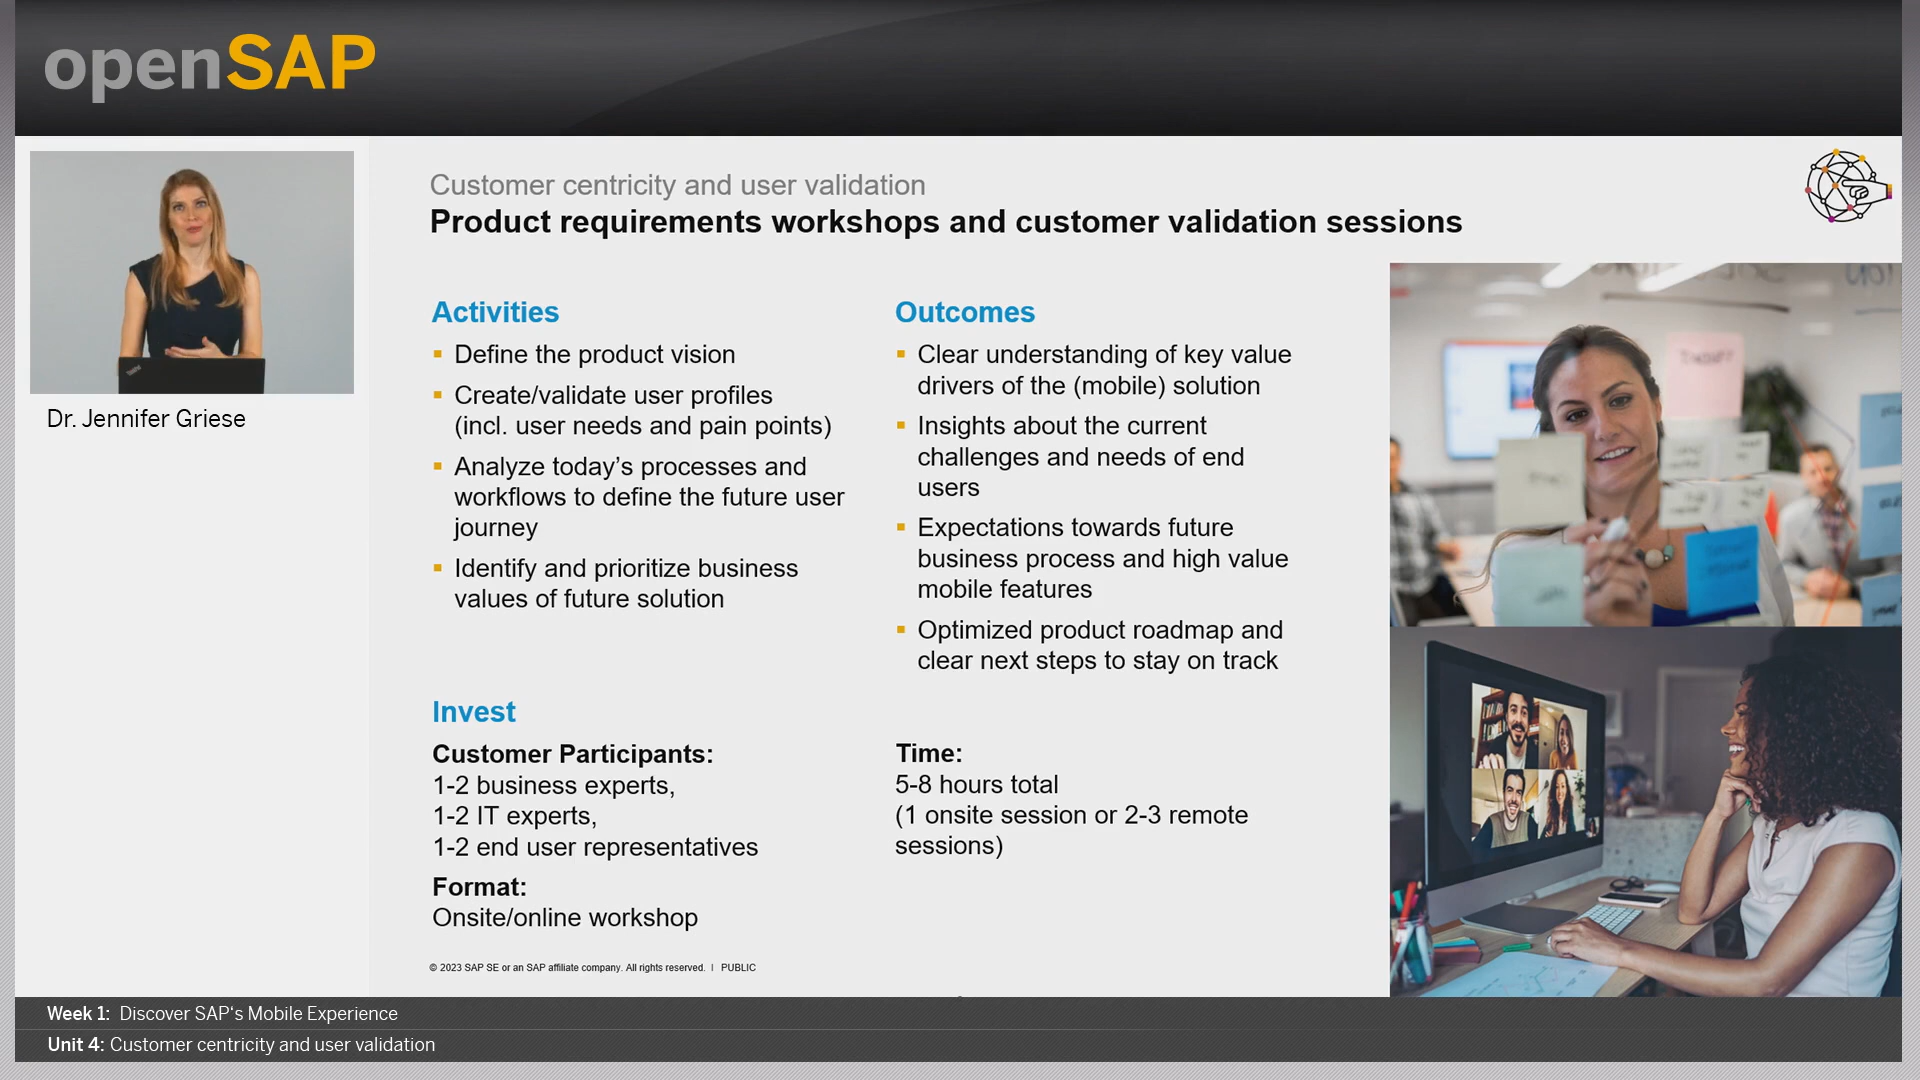 openSAP
Customer centricity and user validation
Product requirements workshops and customer validation sessions
Dr. Jennifer Griese
Activities
▪ Define the product vision
▪ Create/validate user profiles
(incl. user needs and pain points)
▪ Analyze today’s processes and
workflows to define the future user
journey
▪ Identify and prioritize business
values of future solution
Outcomes
▪ Clear understanding of key value
drivers of the (mobile) solution
▪ Insights about the current
challenges and needs of end
users
▪ Expectations towards future
business process and high value
mobile features
▪ Optimized product roadmap and
clear next steps to stay on track
Invest
Customer Participants:
1-2 business experts,
1-2 IT experts,
1-2 end user representatives
Format:
Onsite/online workshop
Time:
5-8 hours total
(1 onsite session or 2-3 remote
sessions)
© 2023 SAP SE or an SAP affiliate company. All rights reserved. | PUBLIC
Week 1: Discover SAP‘s Mobile Experience
Unit 4: Customer centricity and user validation